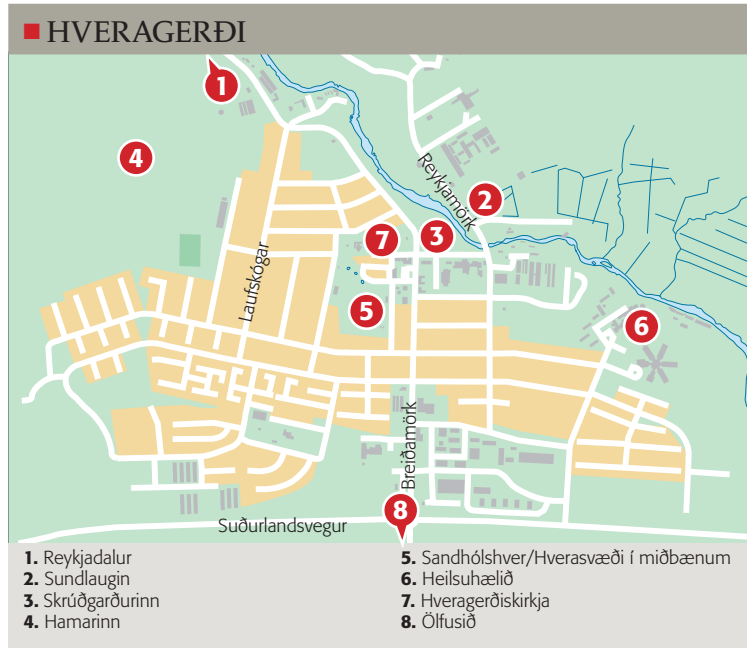 HVERAGERÐI
1
4
2
Reykjamörk
3
7
Laufskógar
5
6
Breiðamörk
8
Suðurlandsvegur
1. Reykjadalur
2. Sundlaugin
3. Skrúðgarðurinn
4. Hamarinn
5. Sandhólshver/Hverasvæði í miðbænum
6. Heilsuhælið
7. Hveragerðiskirkja
8. Ölfusið